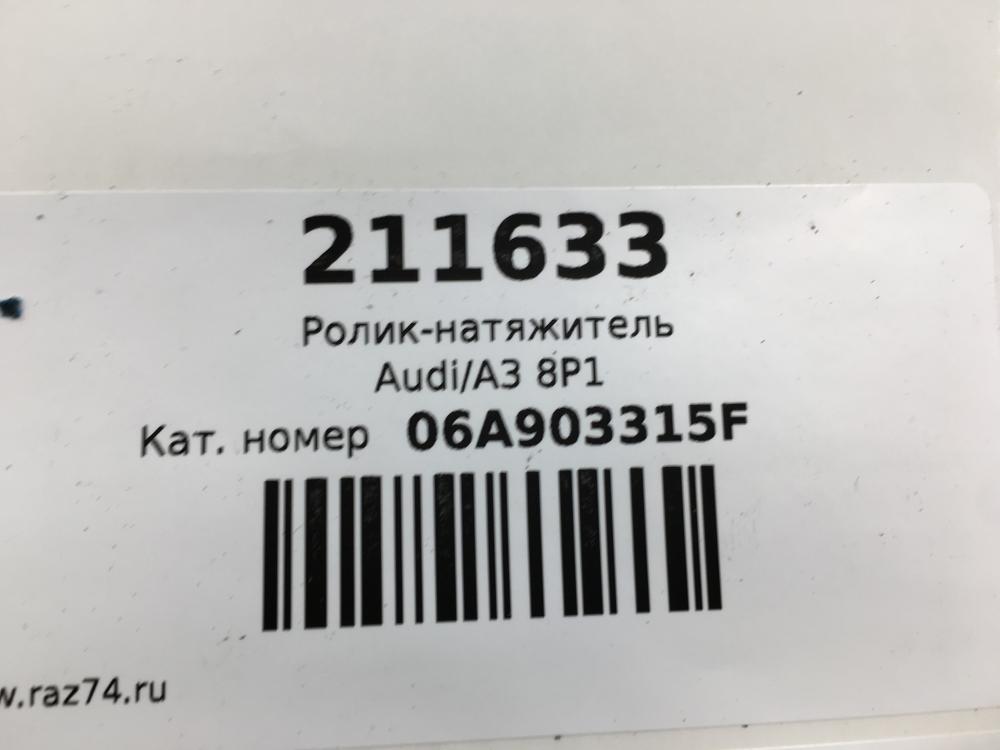 211633
Ролик-натяжитель
Audi/A3 8P1
Кат. номер 06A903315F
w.raz74.ru